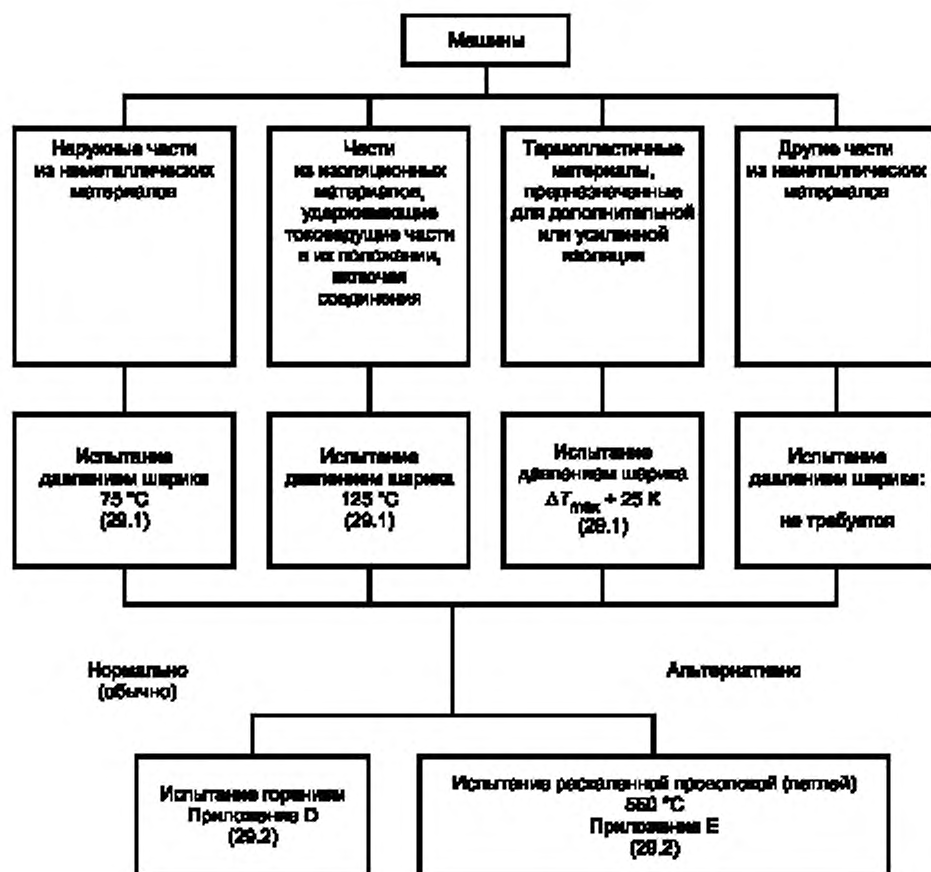 Машины
Наружные части
из неметаллических
материалов
Части
из изоляционных
материалов,
удерживающие
токоведущие части
в их положении,
включая
соединения
Термопластичные
материалы,
предназначенные
для дополнительной
или усиленной
изоляции
Другие части
из неметаллических
материалов
Испытание
давлением шарика
75 °C
(29.1)
Испытание
давлением шарика
125 °C
(29.1)
Испытание
давлением шарика
ΔTmax + 25 K
(29.1)
Испытание
давлением шарика:
не требуется
Нормально
(обычно)
Альтернативно
Испытание горением
Приложение D
(29.2)
Испытание раскаленной проволокой (петлей)
550 °C
Приложение E
(29.2)